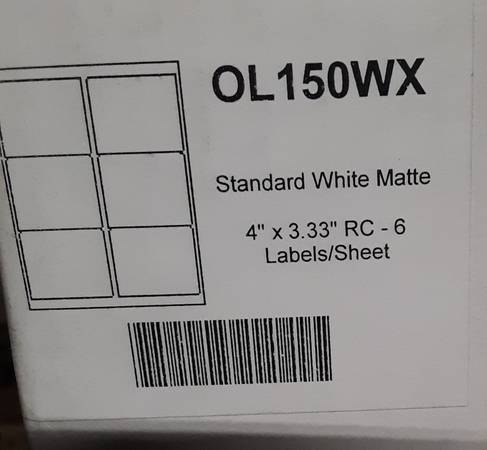 OL150WX
Standard White Matte
4" x 3.33" RC - 6
Labels/Sheet